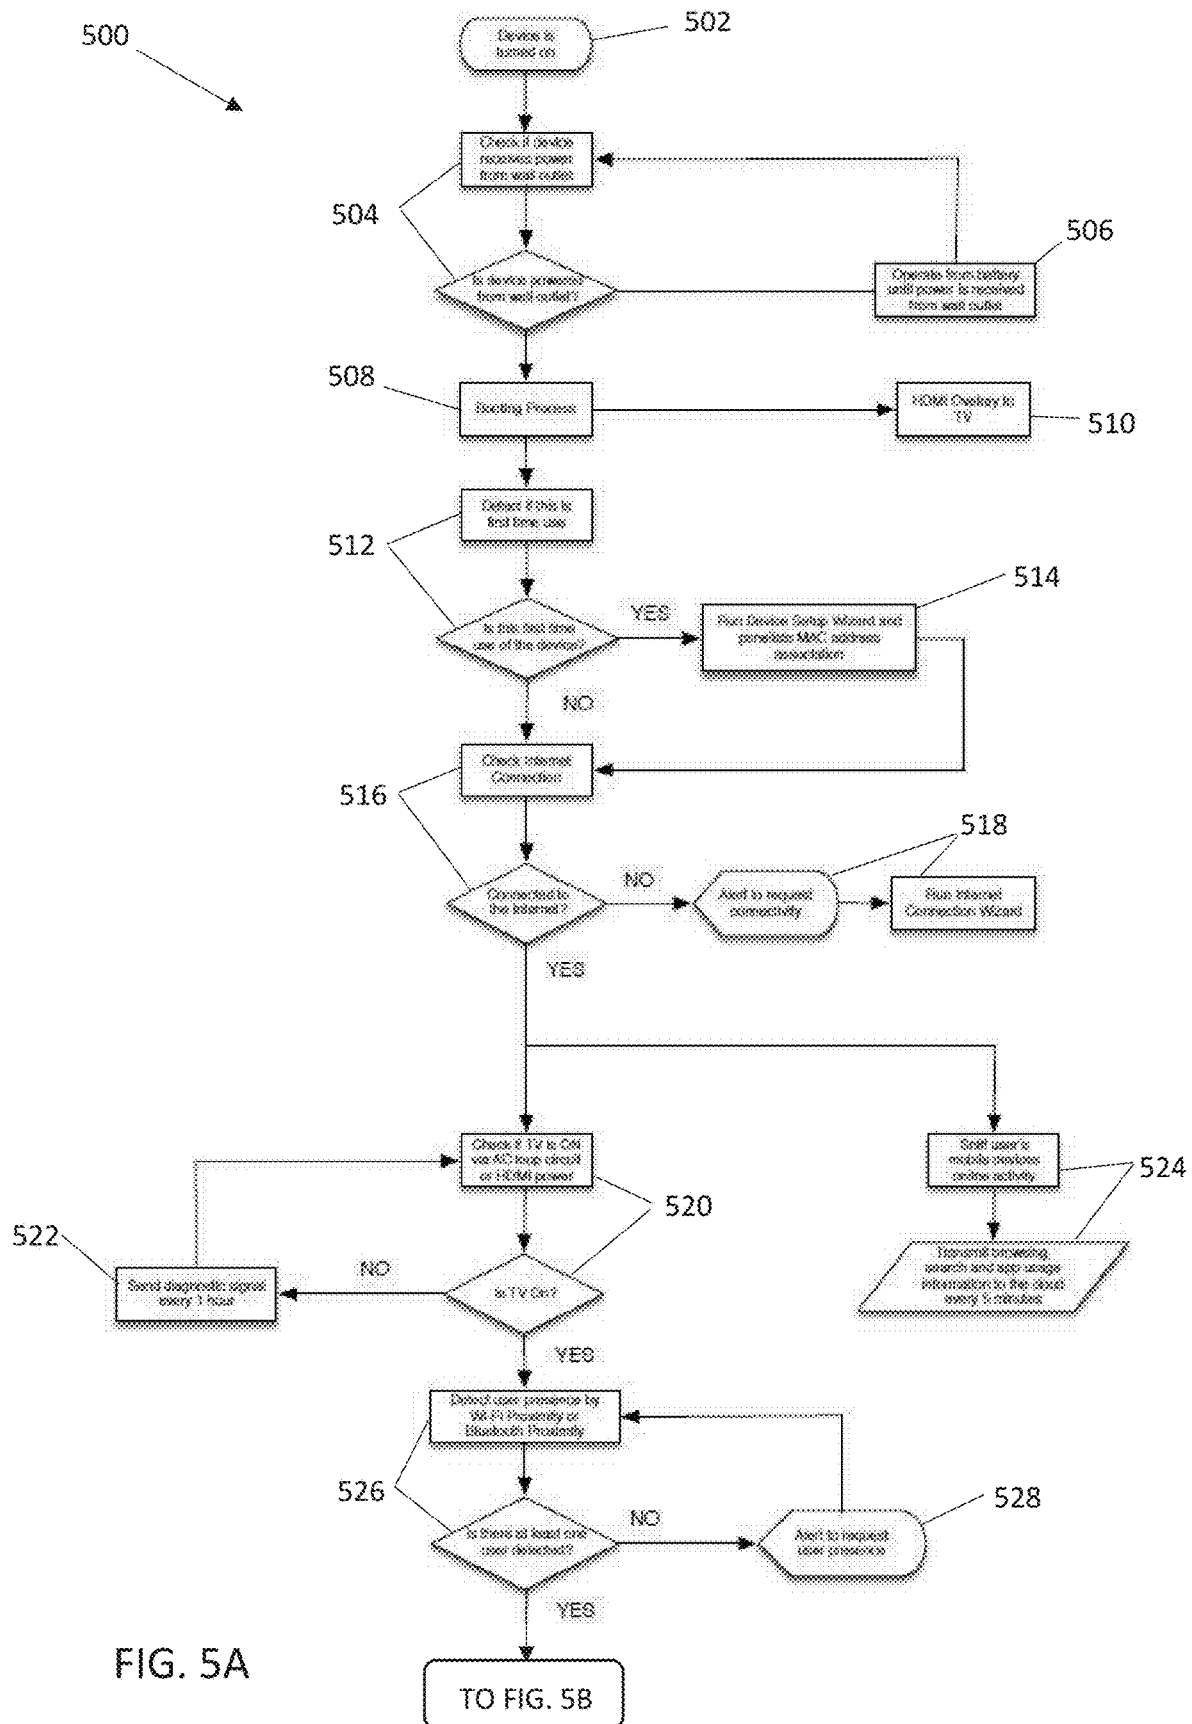 500
Device is
turned on
502
Check if device
receives power
from wall outlet
504
506
Is device powered
from wall outlet?
Operate from battery
until power is received
from wall outlet
508
Booting Process
HDMI Overlay to
TV
510
Detect if this is
first time use
512
514
YES
Is this first time
use of the device?
Run Device Setup Wizard and
panelists MAC address
association
NO
Check Internet
Connection
516
518
NO
Connected to
the Internet?
Alert to request
connectivity
Run Internet
Connection Wizard
YES
Check if TV is ON
via AC loop circuit
or HDMI power
Sniff user's
mobile devices
online activity
520
524
522
NO
Send diagnostic signal
every 1 hour
Is TV On?
Transmit browsing,
search and app usage
information to the cloud
every 5 minutes
YES
Detect user presence by
Wi-Fi Proximity or
Bluetooth Proximity
526
528
NO
Is there at least one
user detected?
Alert to request
user presence
YES
FIG. 5A
TO FIG. 5B